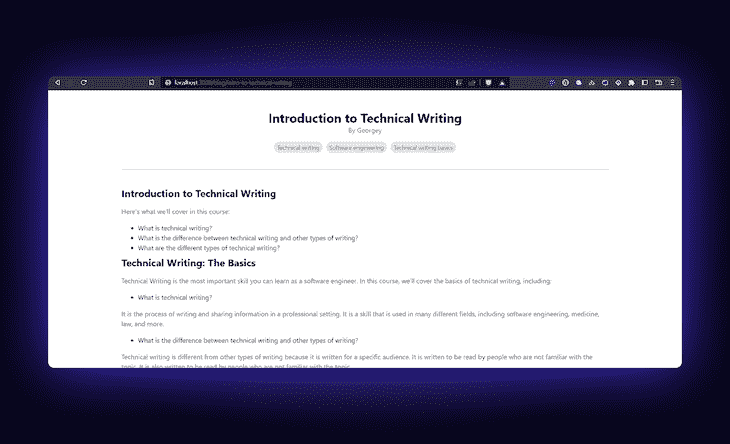 localhost
Introduction to Technical Writing
By Georgey
Technical writing Software engineering Technical writing basics
Introduction to Technical Writing
Here's what we'll cover in this course:
• What is technical writing?
• What is the difference between technical writing and other types of writing?
• What are the different types of technical writing?
Technical Writing: The Basics
Technical Writing is the most important skill you can learn as a software engineer. In this course, we'll cover the basics of technical writing, including:
• What is technical writing?
It is the process of writing and sharing information in a professional setting. It is a skill that is used in many different fields, including software engineering, medicine,
law, and more.
• What is the difference between technical writing and other types of writing?
Technical writing is different from other types of writing because it is written for a specific audience. It is written to be read by people who are not familiar with the
topic. It is also written to be read by people who are not familiar with the topic.